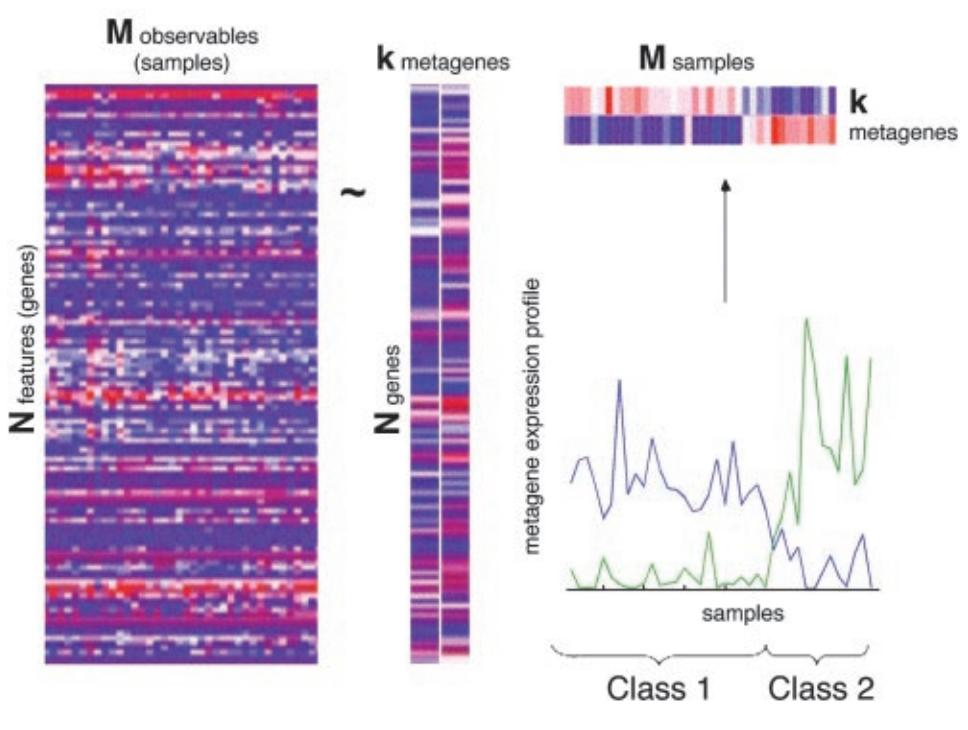 M observables
(samples)
N features (genes)
~
k metagenes
N genes
M samples
k
metagenes
metagene expression profile
samples
Class 1
Class 2